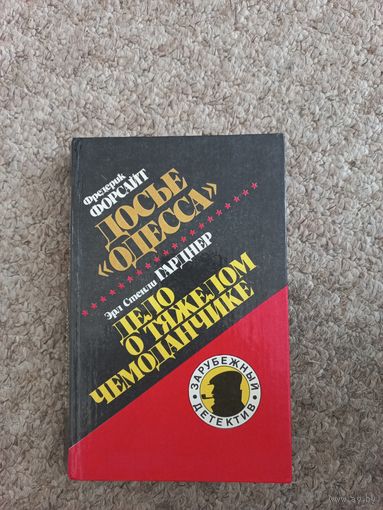 Фредерик
ФОРСАЙТ
ДОСЬЕ
«ОДЕССА»
Эрл Стенли ГАРДНЕР
ДЕЛО
О ТЯЖЕЛОМ
ЧЕМОДАНЧИКЕ
ЗАРУБЕЖНЫЙ
ДЕТЕКТИВ